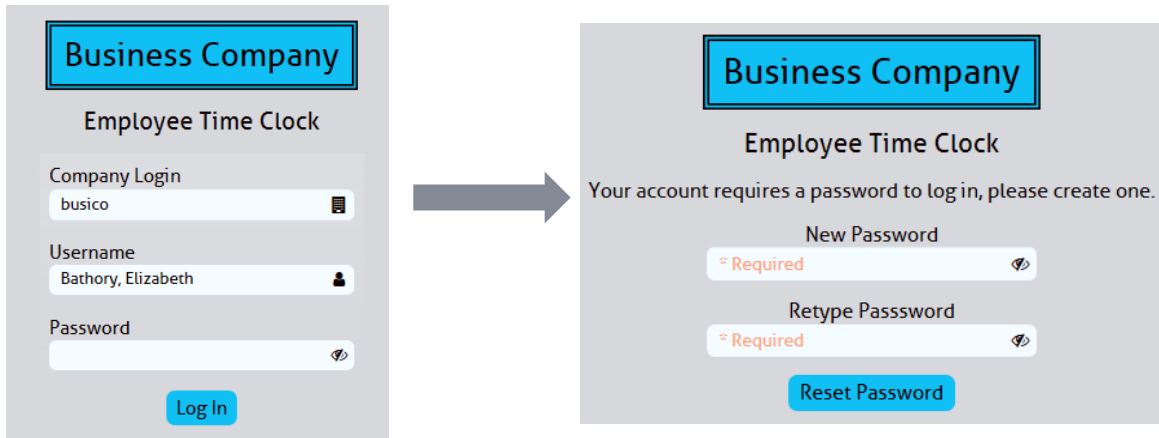 Business Company
Employee Time Clock
Company Login
busico
Username
Bathory, Elizabeth
Password
Log In
Business Company
Employee Time Clock
Your account requires a password to log in, please create one.
New Password
* Required
Retype Passsword
* Required
Reset Password